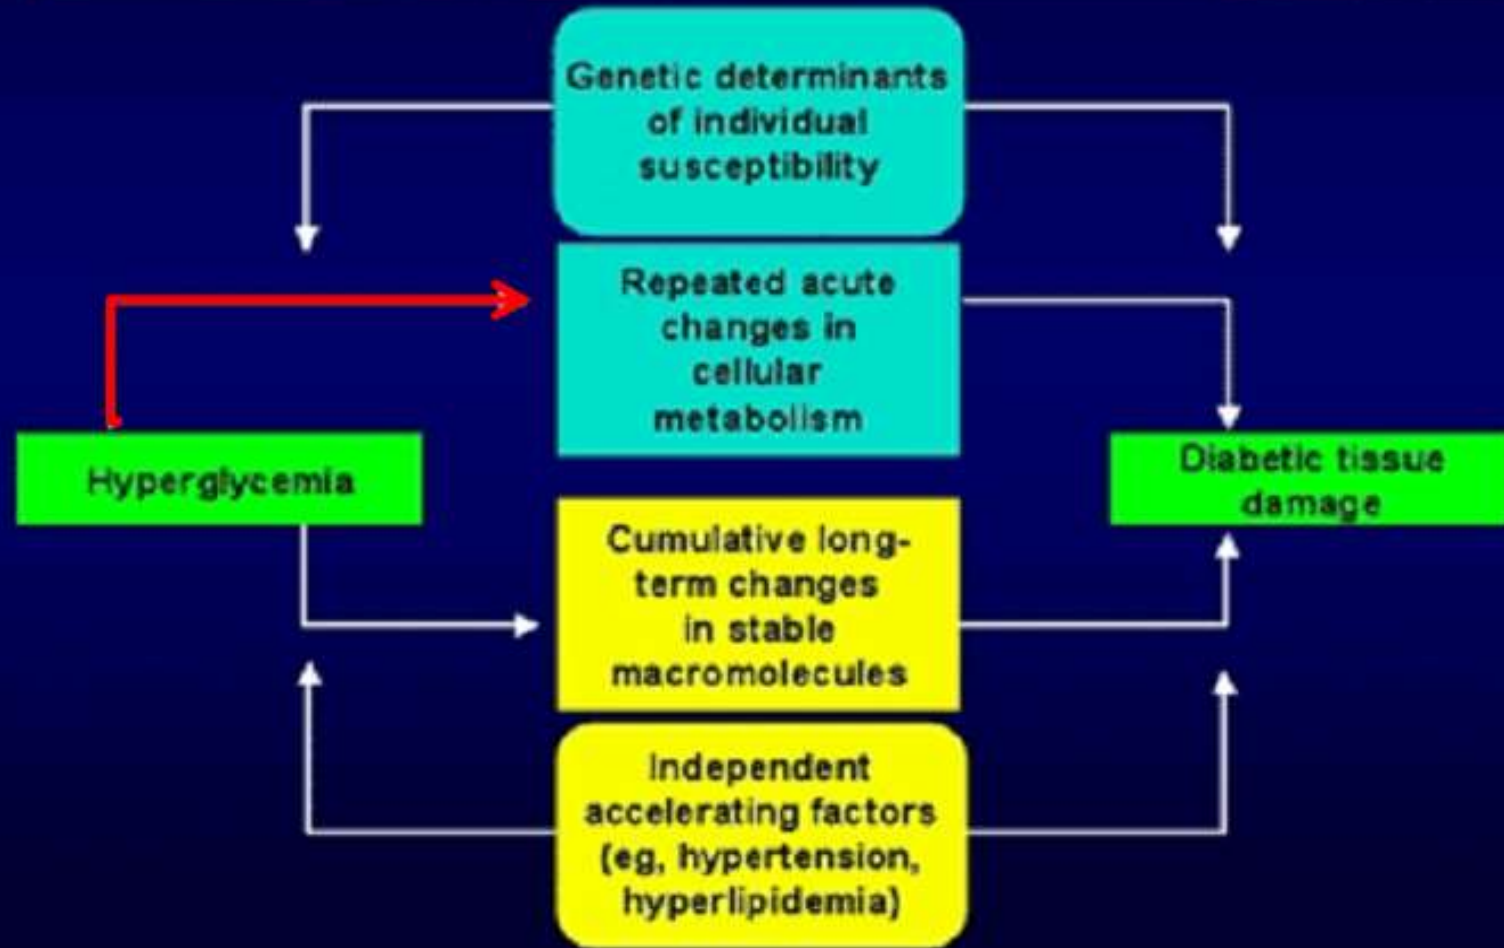 Genetic determinants
of individual
susceptibility
Repeated acute
changes in
cellular
metabolism
Hyperglycemia
Diabetic tissue
damage
Cumulative long-
term changes
in stable
macromolecules
Independent
accelerating factors
(eg, hypertension,
hyperlipidemia)